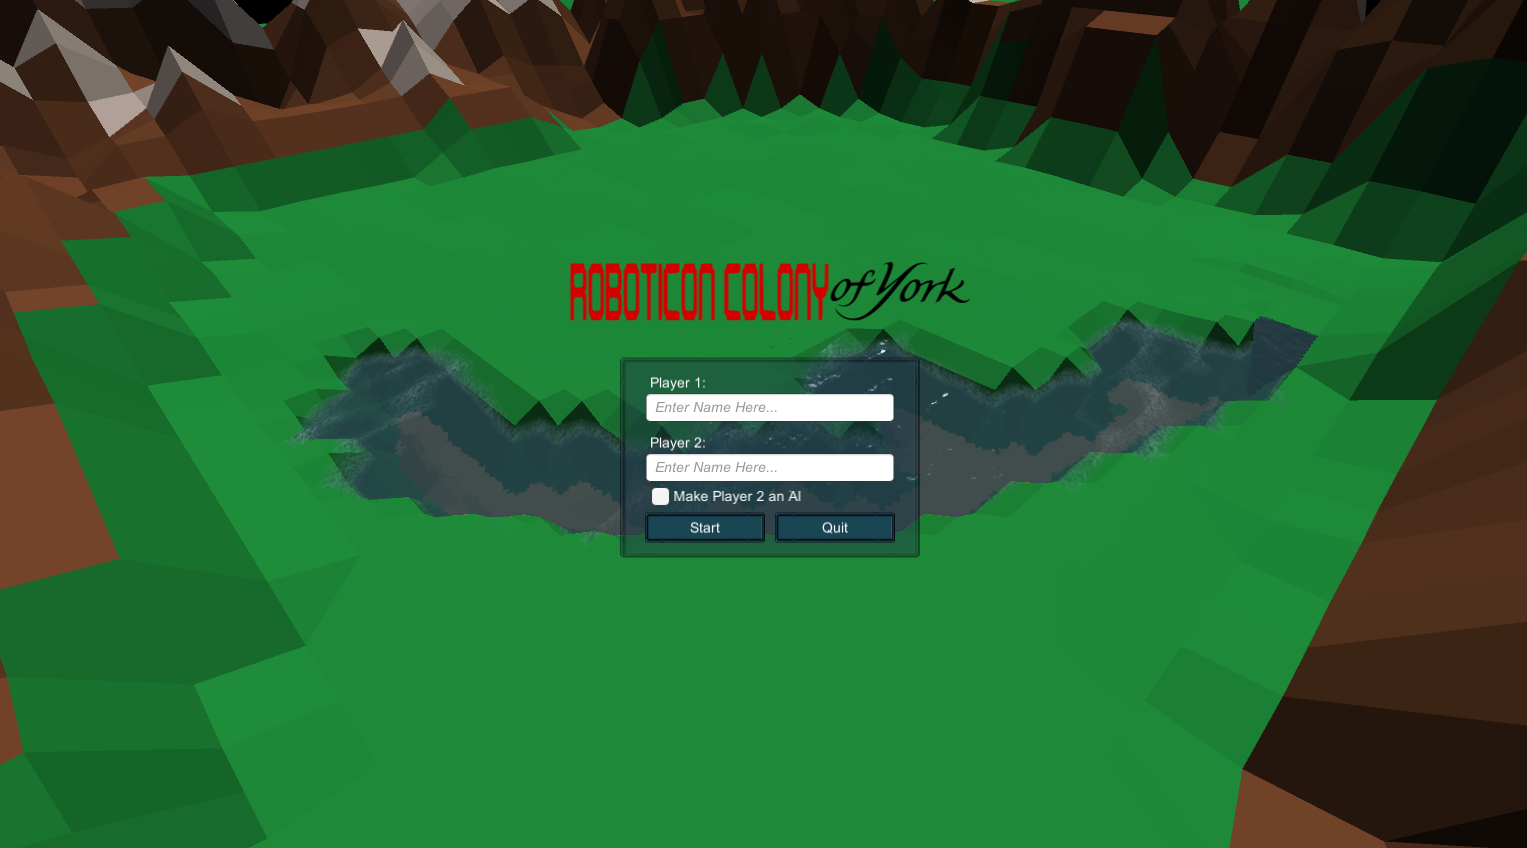 ROBOTICON COLONY of York
Player 1:
Enter Name Here...
Player 2:
Enter Name Here...
Make Player 2 an AI
Start Quit